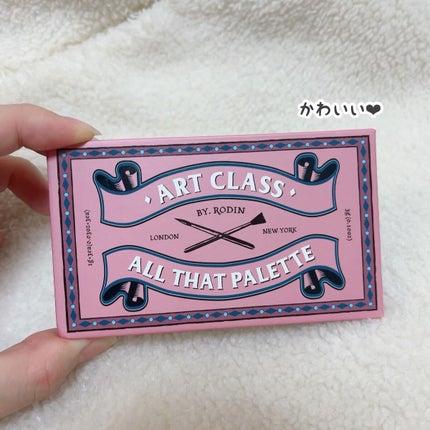 かわいい❤
ART CLASS
BY. RODIN
LONDON
NEW YORK
ALL THAT PALETTE